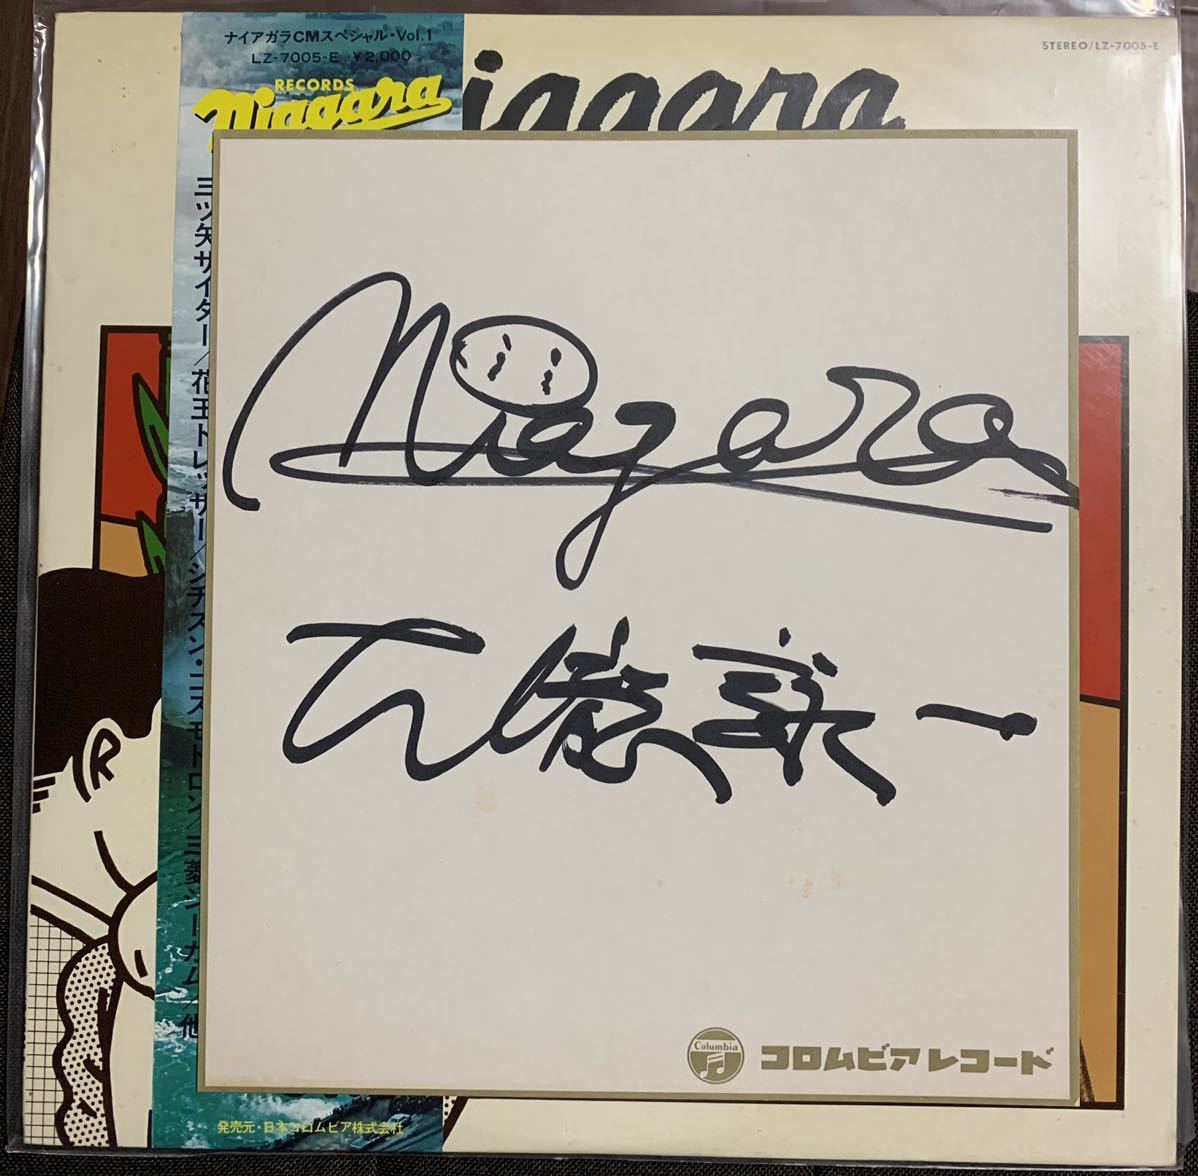 ナイアガラCMスペシャル・Vol.1
LZ-7005-E ¥2,000
RECORDS
Niagara
STEREO/LZ-7005-E
iagara
三ツ矢サイダー/花王ドレッサー/シチズン・ニスモトロン/三菱ジーガム/他
Niagara
大瀧詠一
Columbia
コロムビアレコード
発売元・日本コロムビア株式会社